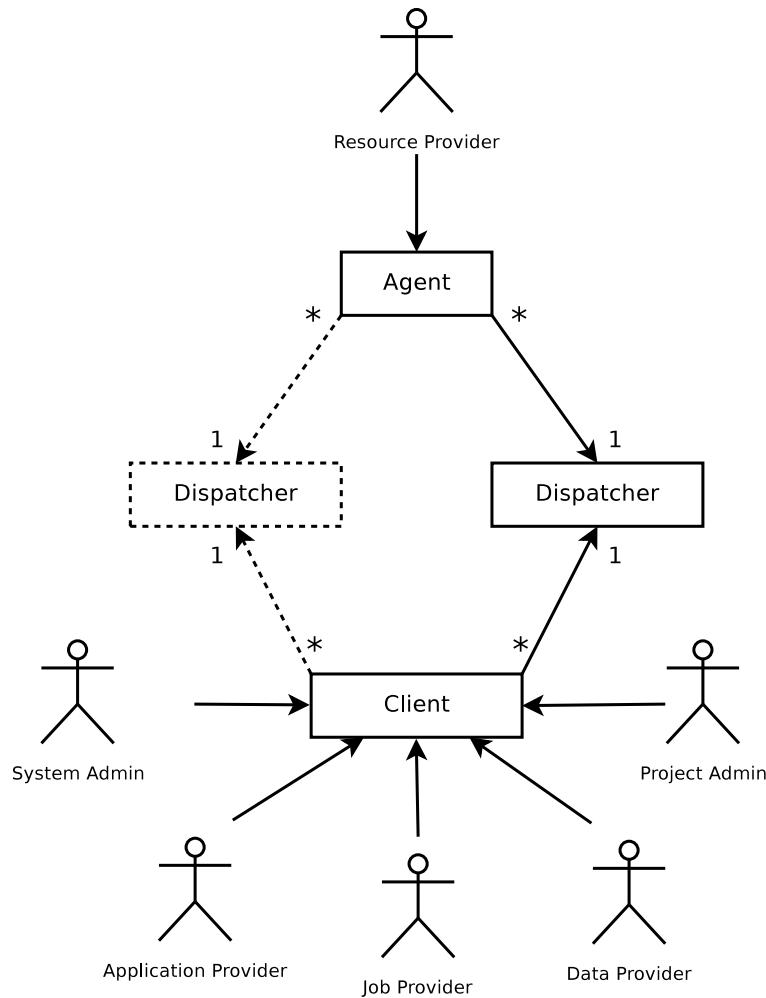 Resource Provider
Agent
* *
1 1
Dispatcher Dispatcher
1 1
* *
Client
System Admin Project Admin
Application Provider
Job Provider
Data Provider